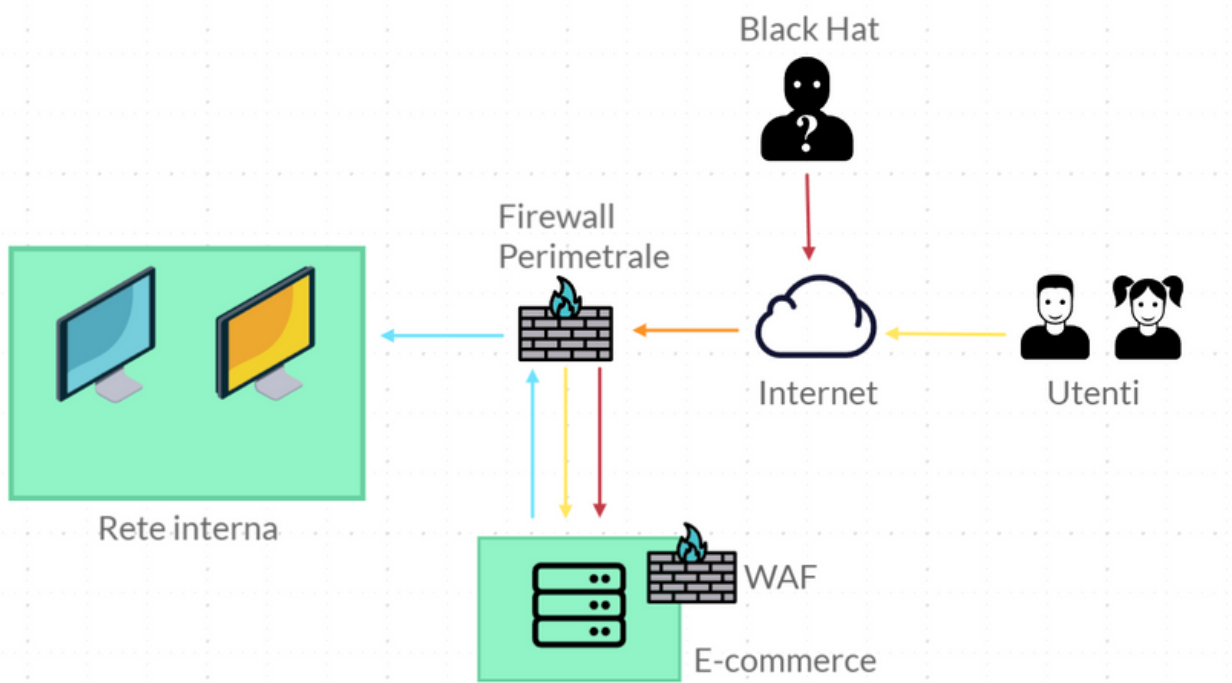 Black Hat
?
Firewall
Perimetrale
Internet
Utenti
Rete interna
WAF
E-commerce